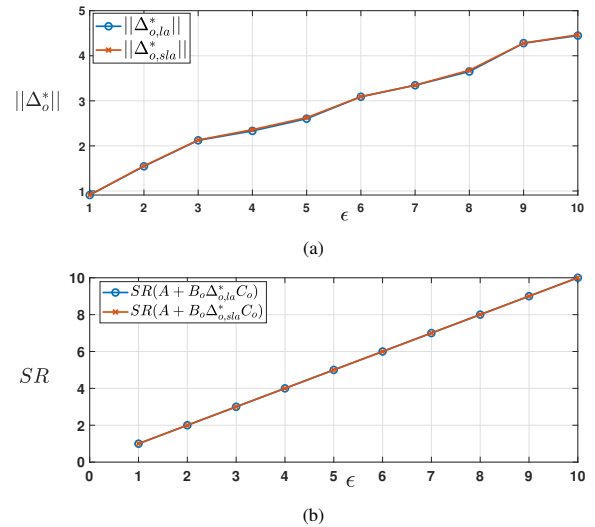 ||Δ*o,la||
||Δ*o,sla||
5
4
3
2
1
||Δ*o||
1 2 3 4 5 6 7 8 9 10
ϵ
(a)
SR(A + BoΔ*o,laCo)
SR(A + BoΔ*o,slaCo)
10
8
6
4
2
0
SR
0 1 2 3 4 5 6 7 8 9 10
ϵ
(b)